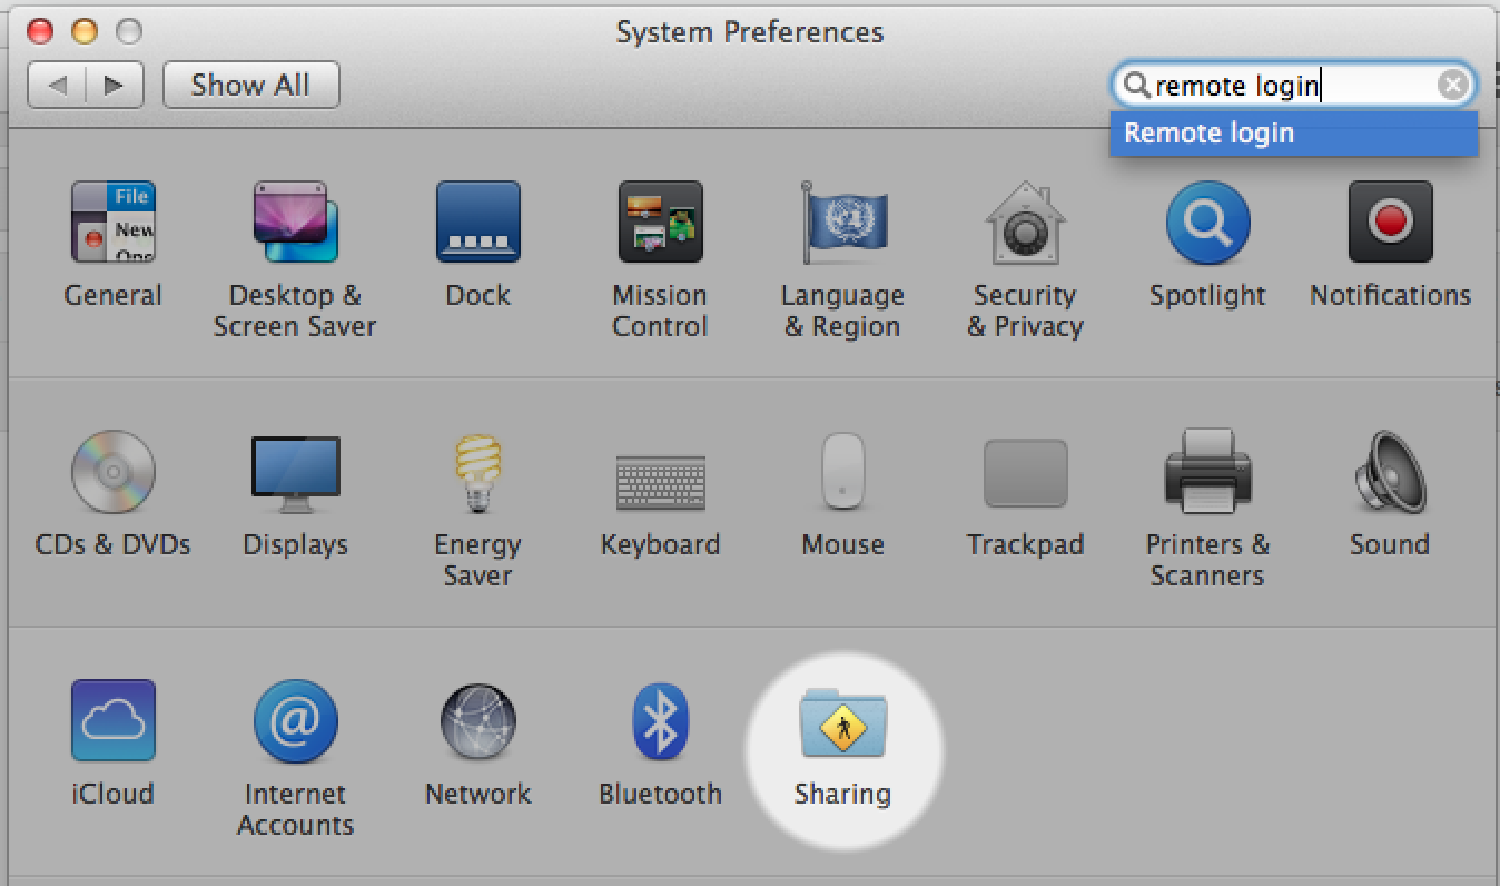 System Preferences
Show All
remote login
Remote login
File
New
One
General
Desktop &
Screen Saver
Dock
Mission
Control
Language
& Region
Security
& Privacy
Spotlight
Notifications
CDs & DVDs
Displays
Energy
Saver
Keyboard
Mouse
Trackpad
Printers &
Scanners
Sound
iCloud
@
Internet
Accounts
Network
Bluetooth
Sharing